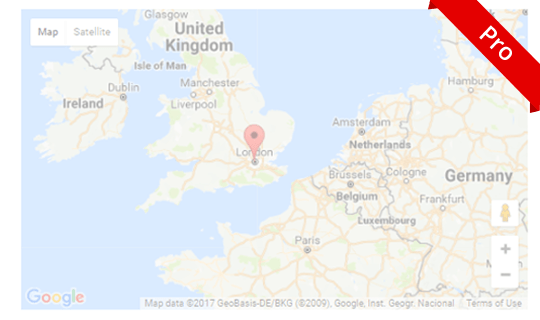 Glasgow
Map
Satellite
United
Kingdom
Pro
Isle of Man
Hamburg
Manchester
Dublin
Liverpool
Ireland
Amsterdam
Netherlands
London
Brussels
Cologne
Germany
Belgium
Frankfurt
Luxembourg
Paris
+
−
Google
Map data ©2017 GeoBasis-DE/BKG (©2009), Google, Inst. Geogr. Nacional
Terms of Use